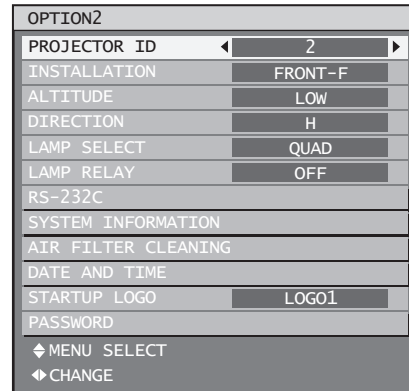 OPTION2
PROJECTOR ID 2
INSTALLATION FRONT-F
ALTITUDE LOW
DIRECTION H
LAMP SELECT QUAD
LAMP RELAY OFF
RS-232C
SYSTEM INFORMATION
AIR FILTER CLEANING
DATE AND TIME
STARTUP LOGO LOGO1
PASSWORD
MENU SELECT
CHANGE